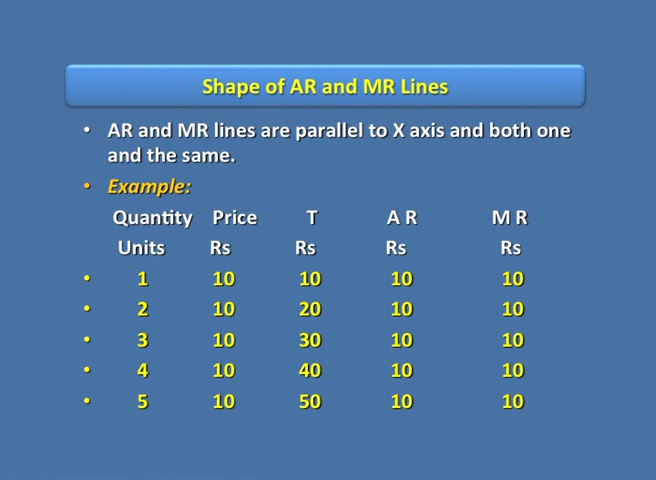 Shape of AR and MR Lines
• AR and MR lines are parallel to X axis and both one
and the same.
• Example:
Quantity Price T A R M R
Units Rs Rs Rs Rs
• 1 10 10 10 10
• 2 10 20 10 10
• 3 10 30 10 10
• 4 10 40 10 10
• 5 10 50 10 10